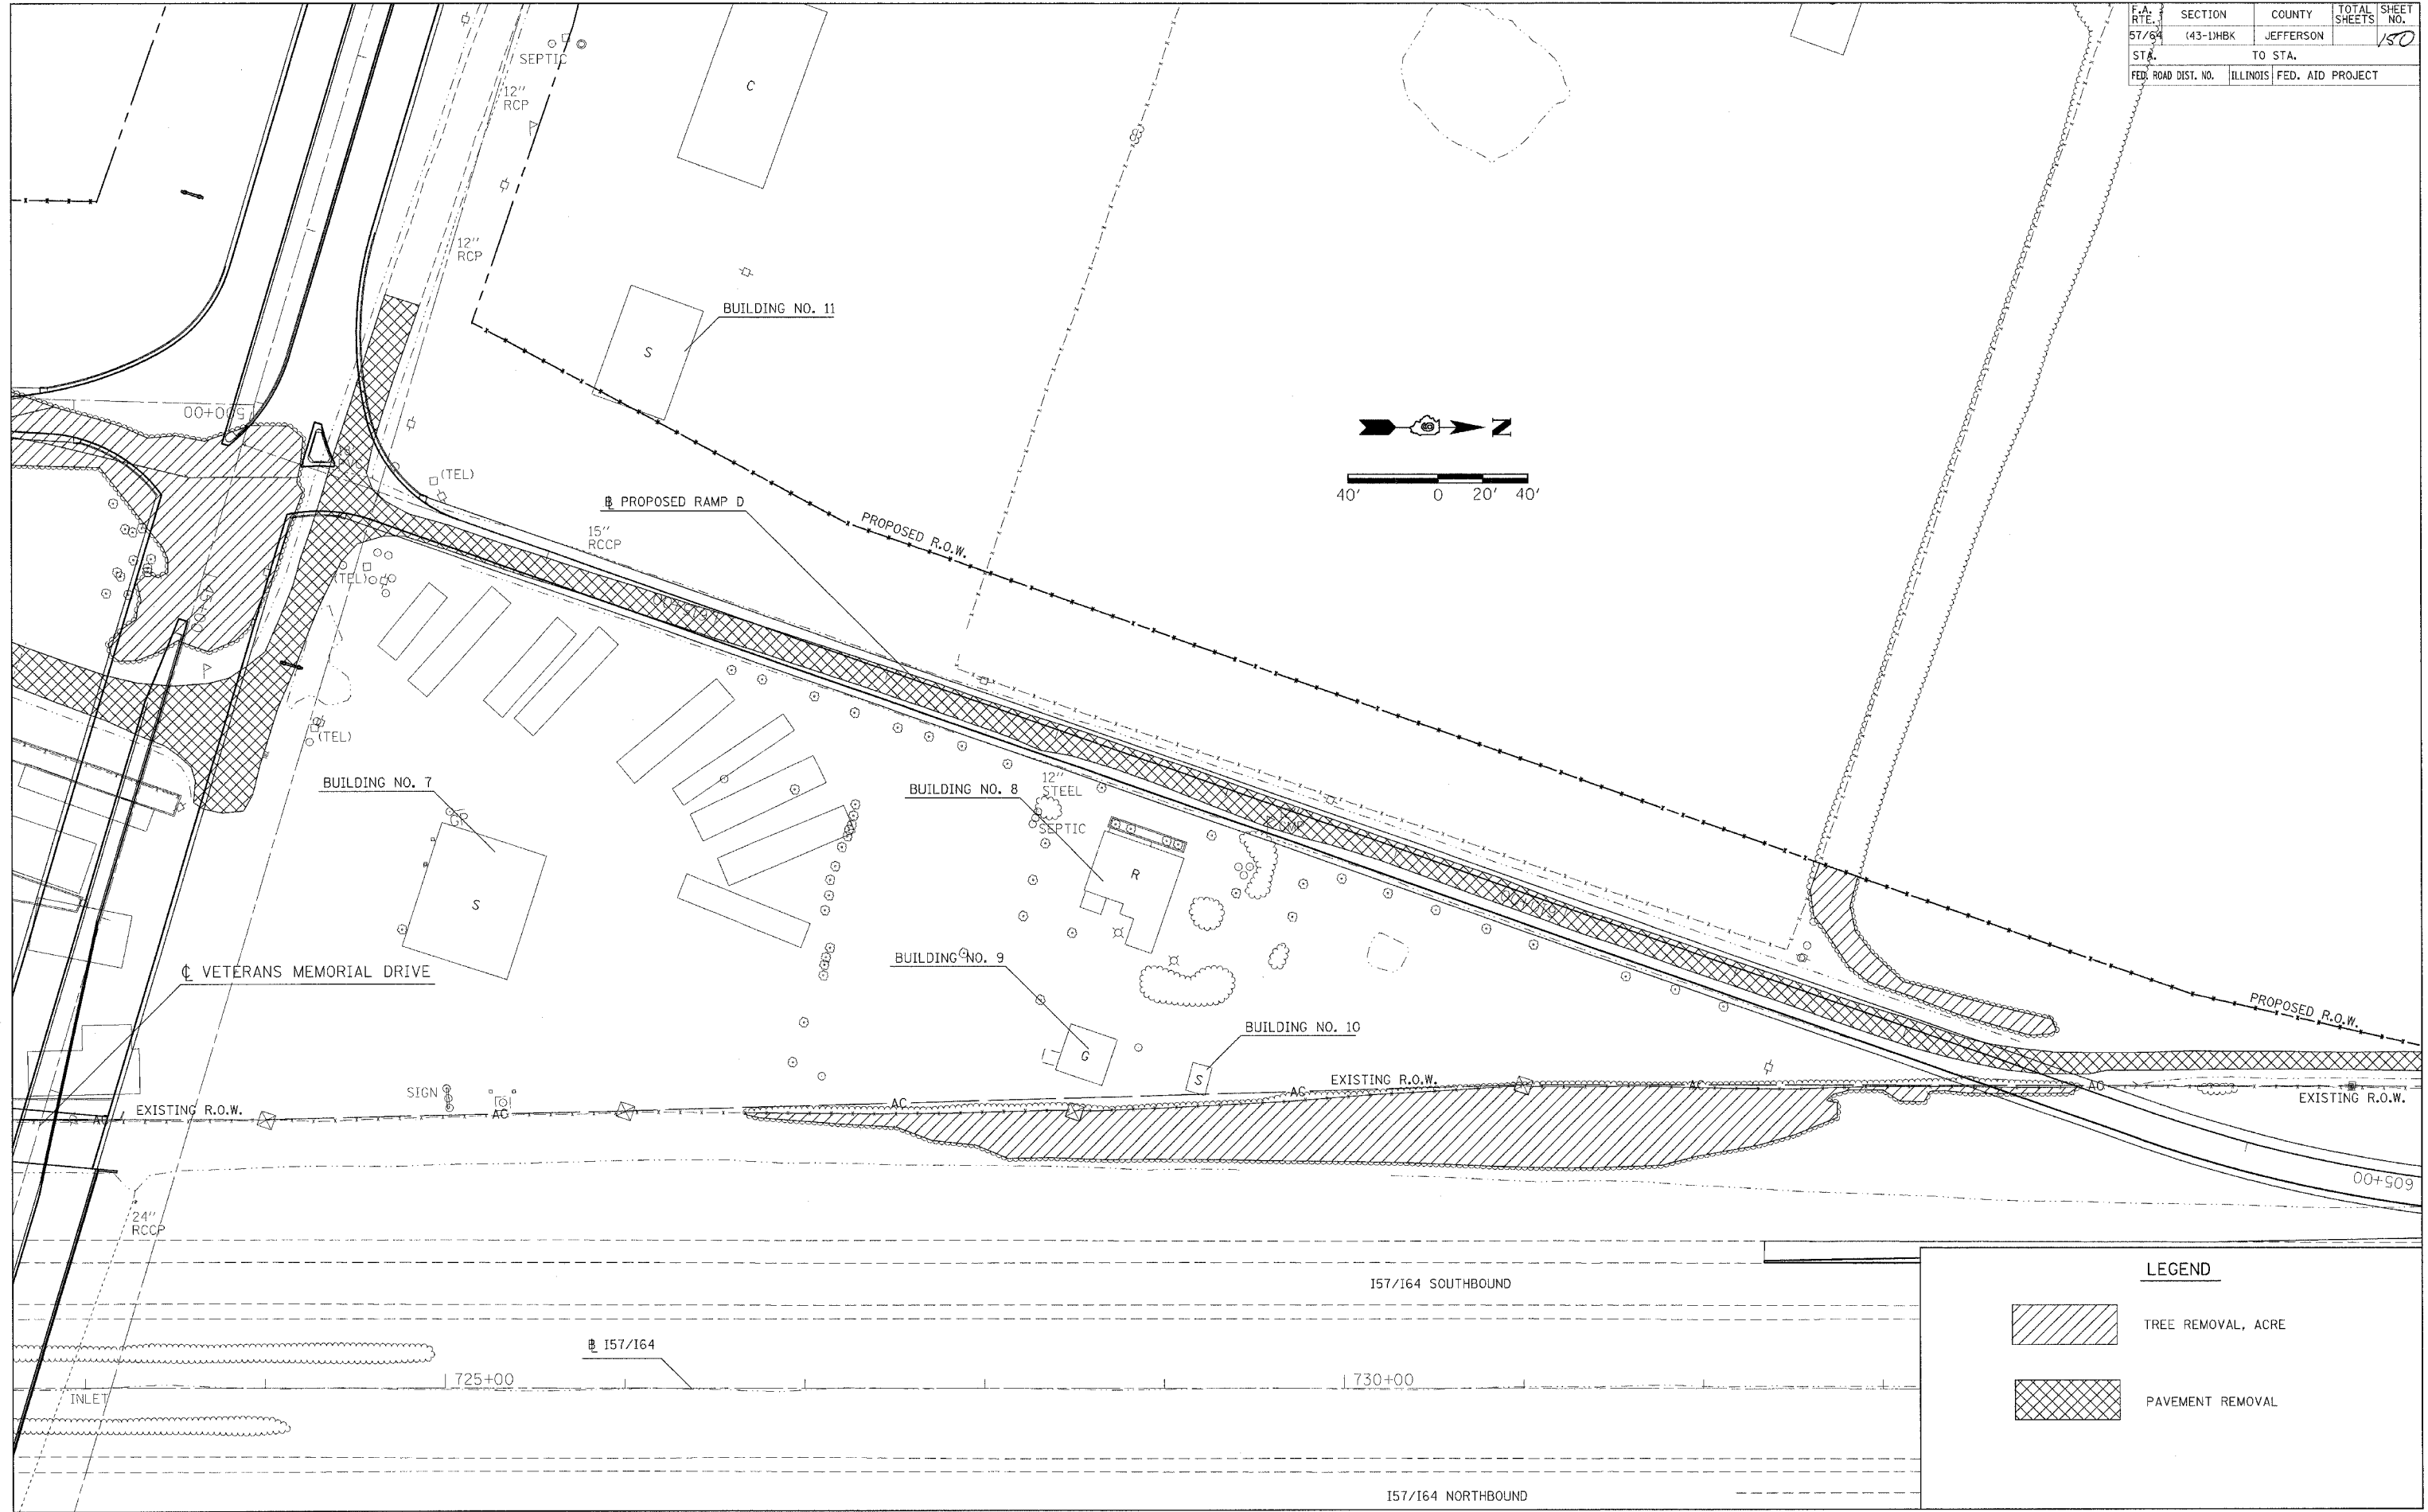 F.A. RTE. SECTION COUNTY TOTAL SHEETS SHEET NO.
57/64 (43-1)HBK JEFFERSON 150
STA. TO STA.
FED. ROAD DIST. NO. ILLINOIS FED. AID PROJECT
SEPTIC
12" RCP
C
12" RCP
BUILDING NO. 11
S
500+00
N
40' 0 20' 40'
(TEL)
℄ PROPOSED RAMP D
15" RCCP
PROPOSED R.O.W.
(TEL)
(TEL)
BUILDING NO. 7
GP
S
12" STEEL
BUILDING NO. 8
SEPTIC
R
BUILDING NO. 9
℄ VETERANS MEMORIAL DRIVE
PROPOSED R.O.W.
BUILDING NO. 10
G
S
SIGN
EXISTING R.O.W.
AC
AC
AC
AC
EXISTING R.O.W.
AC
AC
EXISTING R.O.W.
605+00
24" RCCP
I57/I64 SOUTHBOUND
LEGEND
TREE REMOVAL, ACRE
PAVEMENT REMOVAL
℄ I57/I64
725+00
730+00
INLET
I57/I64 NORTHBOUND